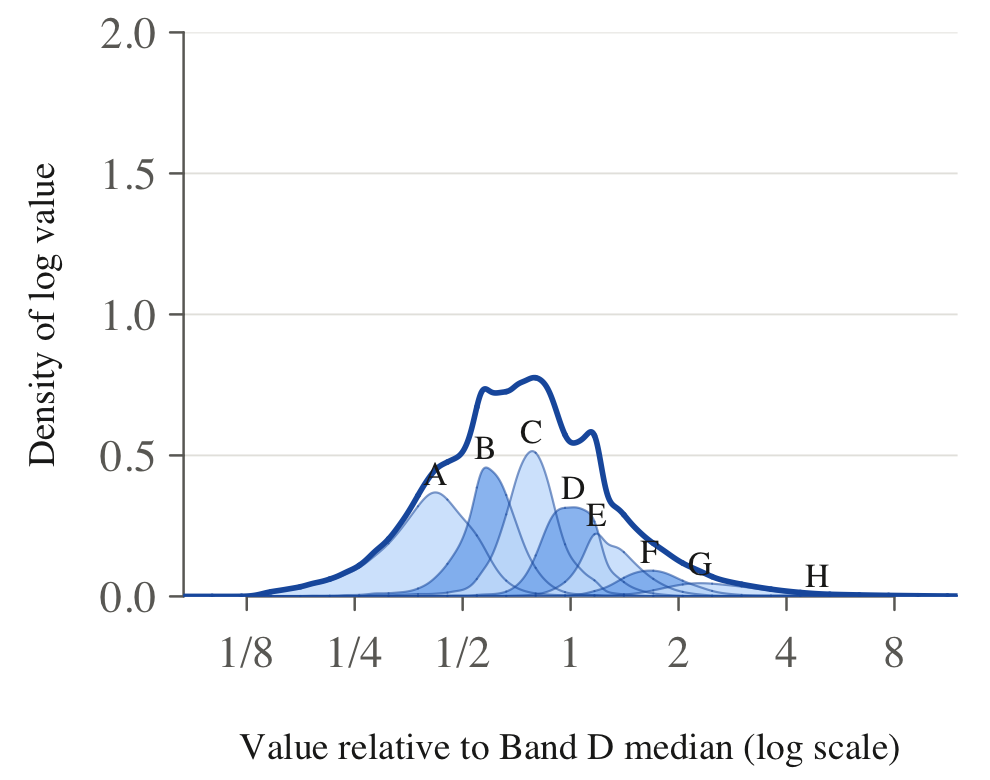 2.0
1.5
1.0
0.5
0.0
Density of log value
A
B
C
D
E
F
G
H
1/8 1/4 1/2 1 2 4 8
Value relative to Band D median (log scale)